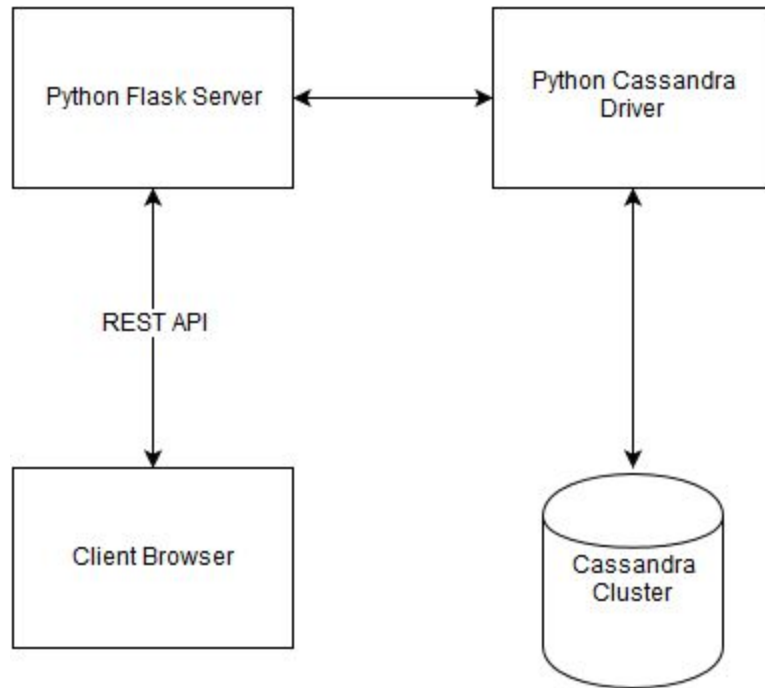 Python Flask Server
Python Cassandra
Driver
REST API
Client Browser
Cassandra
Cluster